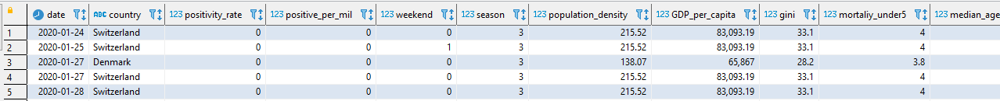 date ABC country 123 positivity_rate 123 positive_per_mil 123 weekend 123 season 123 population_density 123 GDP_per_capita 123 gini 123 mortaliy_under5 123 median_age
1 2020-01-24 Switzerland 0 0 0 3 215.52 83,093.19 33.1 4
2 2020-01-25 Switzerland 0 0 1 3 215.52 83,093.19 33.1 4
3 2020-01-27 Denmark 0 0 0 3 138.07 65,867 28.2 3.8
4 2020-01-27 Switzerland 0 0 0 3 215.52 83,093.19 33.1 4
5 2020-01-28 Switzerland 0 0 0 3 215.52 83,093.19 33.1 4